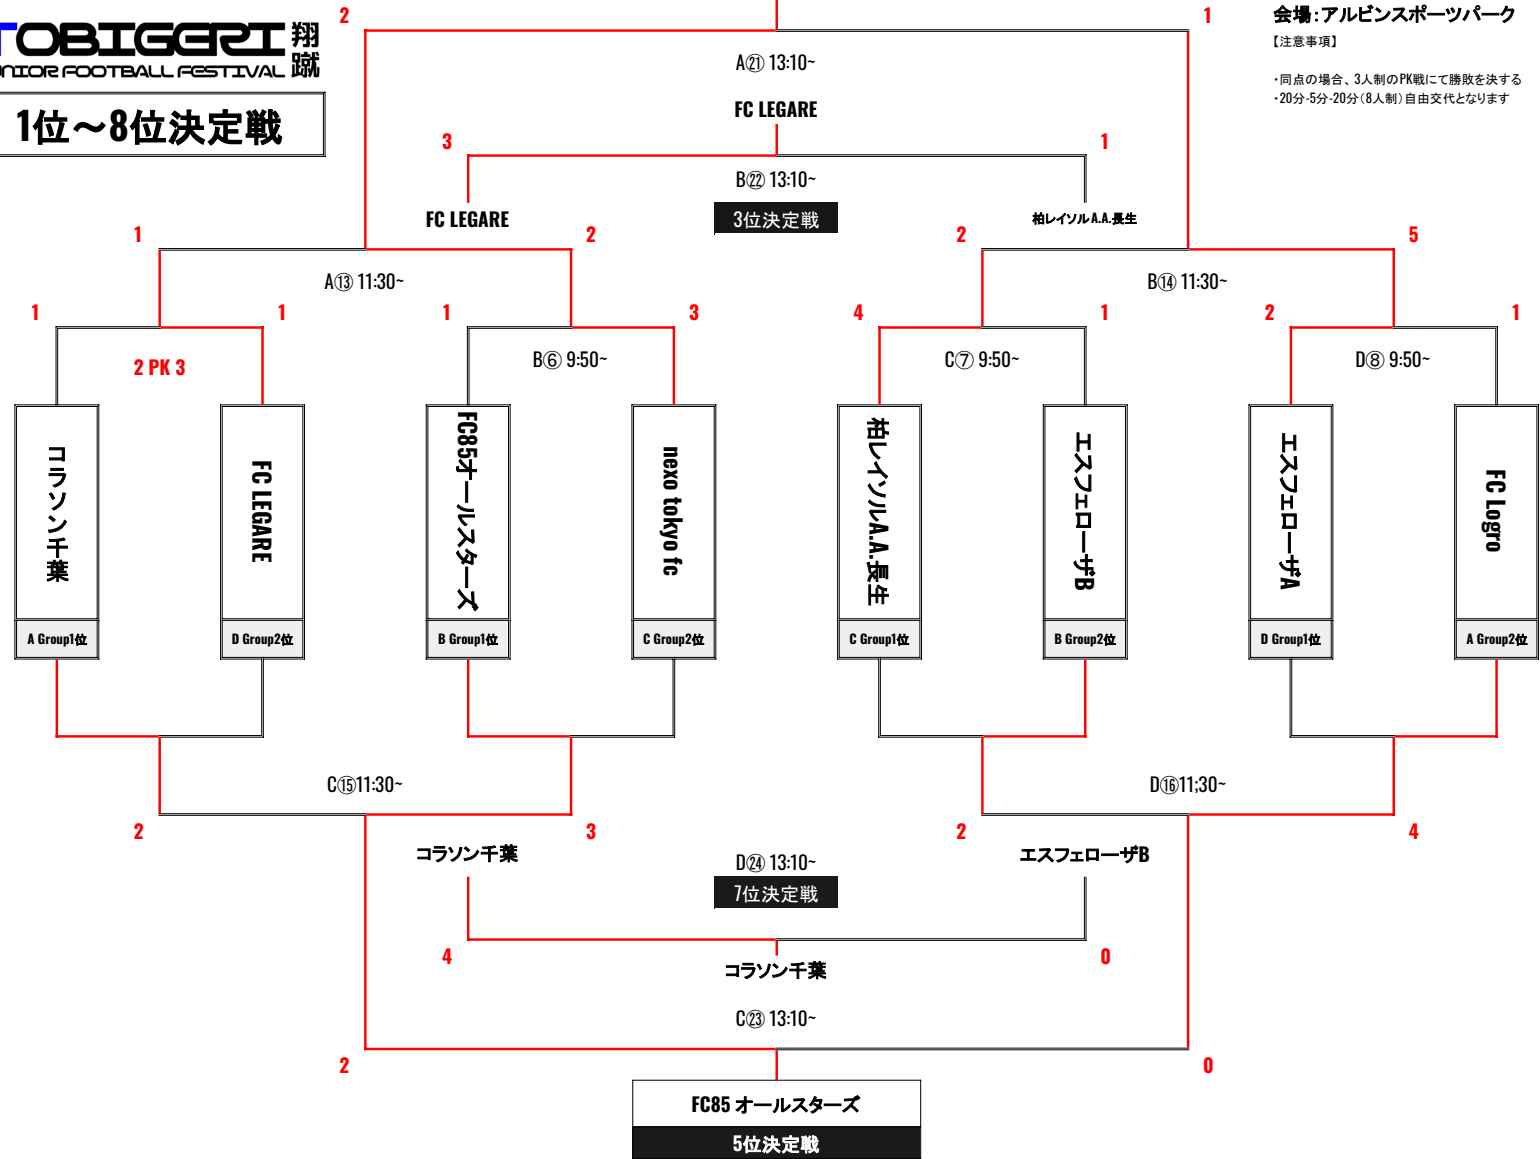 2
1
会場:アルビンスポーツパーク
TOBIGERI 翔蹴
JUNIOR FOOTBALL FESTIVAL
【注意事項】
・同点の場合、3人制のPK戦にて勝敗を決する
・20分-5分-20分(8人制)自由交代となります
1位～8位決定戦
A㉑ 13:10~
FC LEGARE
3
1
B㉒ 13:10~
3位決定戦
FC LEGARE
柏レイソルA.A.長生
1
2
2
5
A⑬ 11:30~
B⑭ 11:30~
1
1
1
3
4
1
2
1
2 PK 3
B⑥ 9:50~
C⑦ 9:50~
D⑧ 9:50~
コラソン千葉
FC LEGARE
FC85オールスターズ
nexo tokyo fc
柏レイソルA.A.長生
エスフェローザB
エスフェローザA
FC Logro
A Group1位
D Group2位
B Group1位
C Group2位
C Group1位
B Group2位
D Group1位
A Group2位
C⑮11:30~
D⑯11;30~
2
3
2
4
コラソン千葉
エスフェローザB
D㉔ 13:10~
7位決定戦
4
0
コラソン千葉
C㉓ 13:10~
2
0
FC85 オールスターズ
5位決定戦